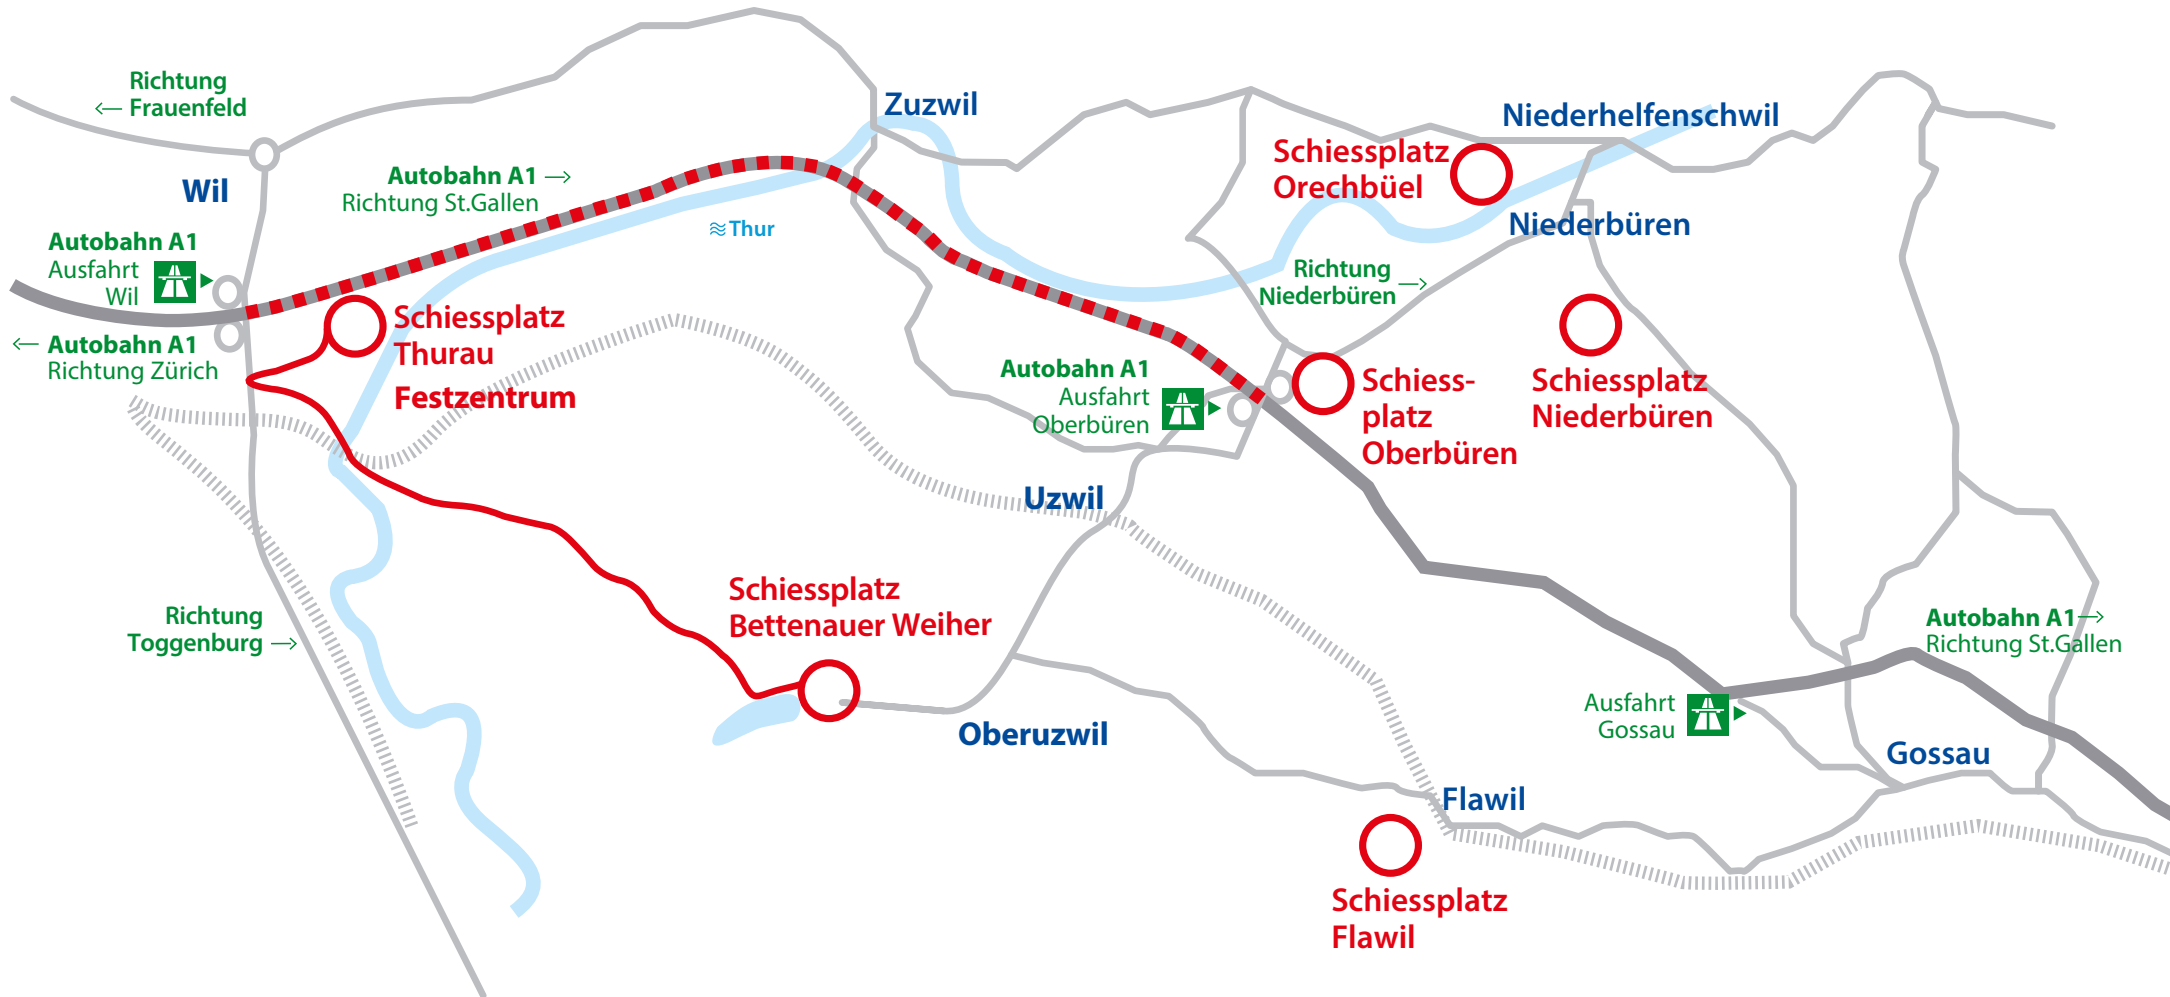 Richtung
← Frauenfeld
Wil
Autobahn A1 →
Richtung St.Gallen
Zuzwil
Niederhelfenschwil
Schiessplatz
Orechbüel
Niederbüren
Thur
Autobahn A1
Ausfahrt
Wil
← Autobahn A1
Richtung Zürich
Schiessplatz
Thurau
Festzentrum
Richtung
Niederbüren →
Autobahn A1
Ausfahrt
Oberbüren
Schiess-
platz
Oberbüren
Schiessplatz
Niederbüren
Uzwil
Richtung
Toggenburg →
Schiessplatz
Bettenauer Weiher
Oberuzwil
Autobahn A1 →
Richtung St.Gallen
Ausfahrt
Gossau
Gossau
Flawil
Schiessplatz
Flawil